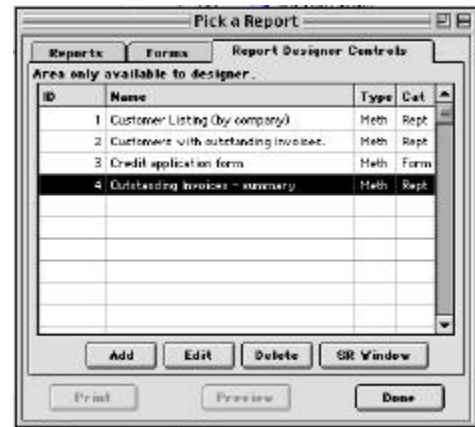 Pick a Report
Reports Forms Report Designer Controls
Area only available to designer.
ID Name Type Cat
1 Customer Listing (by company) Meth Rept
2 Customers with outstanding invoices. Meth Rept
3 Credit application form Meth Form
4 Outstanding Invoices - summary Meth Rept
Add Edit Delete SR Window
Print Preview Done